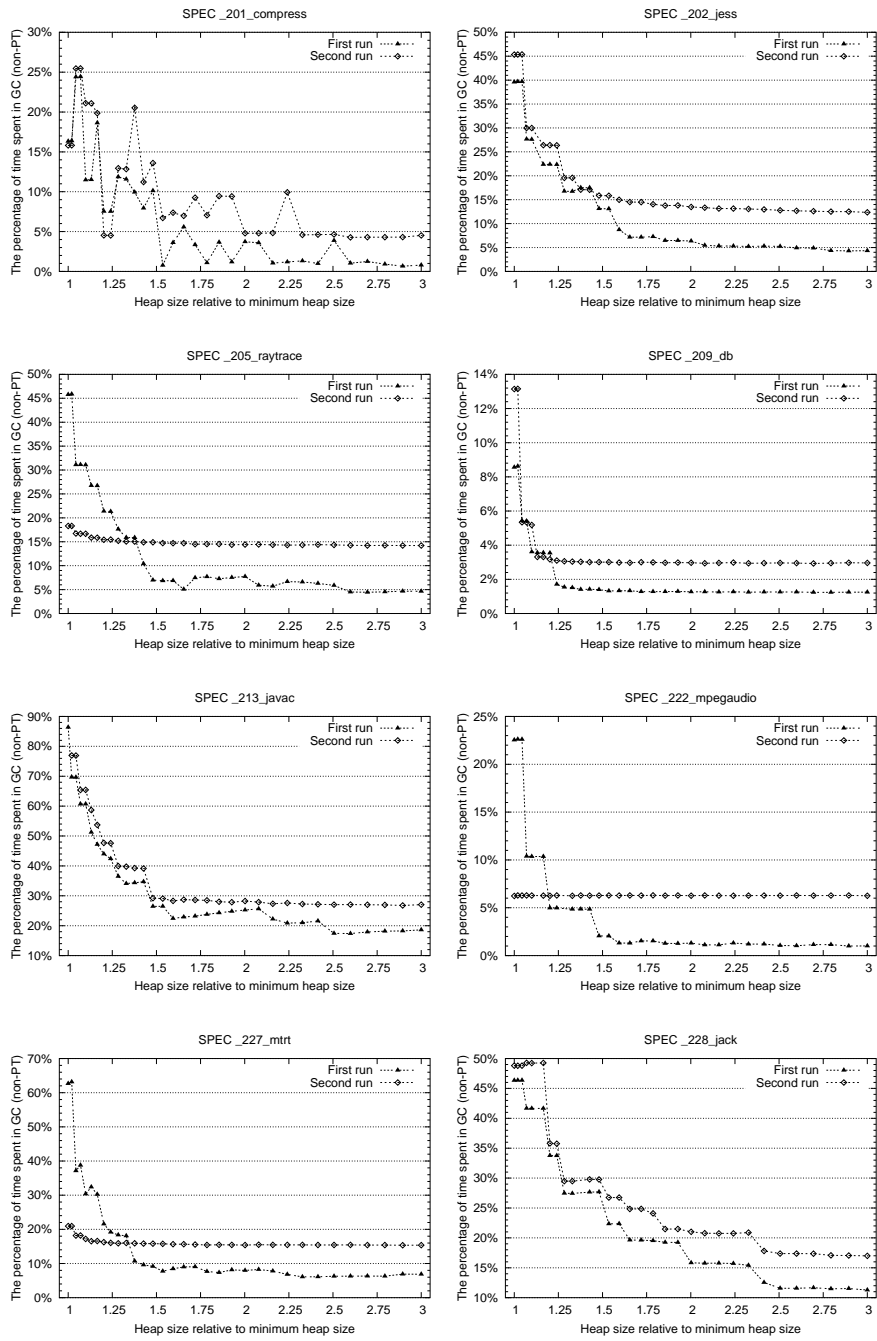 SPEC _201_compress
The percentage of time spent in GC (non-PT)
30%
25%
20%
15%
10%
5%
0%
First run
Second run
1 1.25 1.5 1.75 2 2.25 2.5 2.75 3
Heap size relative to minimum heap size
SPEC _202_jess
The percentage of time spent in GC (non-PT)
50%
45%
40%
35%
30%
25%
20%
15%
10%
5%
0%
First run
Second run
1 1.25 1.5 1.75 2 2.25 2.5 2.75 3
Heap size relative to minimum heap size
SPEC _205_raytrace
The percentage of time spent in GC (non-PT)
50%
45%
40%
35%
30%
25%
20%
15%
10%
5%
0%
First run
Second run
1 1.25 1.5 1.75 2 2.25 2.5 2.75 3
Heap size relative to minimum heap size
SPEC _209_db
The percentage of time spent in GC (non-PT)
14%
12%
10%
8%
6%
4%
2%
0%
First run
Second run
1 1.25 1.5 1.75 2 2.25 2.5 2.75 3
Heap size relative to minimum heap size
SPEC _213_javac
The percentage of time spent in GC (non-PT)
90%
80%
70%
60%
50%
40%
30%
20%
10%
First run
Second run
1 1.25 1.5 1.75 2 2.25 2.5 2.75 3
Heap size relative to minimum heap size
SPEC _222_mpegaudio
The percentage of time spent in GC (non-PT)
25%
20%
15%
10%
5%
0%
First run
Second run
1 1.25 1.5 1.75 2 2.25 2.5 2.75 3
Heap size relative to minimum heap size
SPEC _227_mtrt
The percentage of time spent in GC (non-PT)
70%
60%
50%
40%
30%
20%
10%
0%
First run
Second run
1 1.25 1.5 1.75 2 2.25 2.5 2.75 3
Heap size relative to minimum heap size
SPEC _228_jack
The percentage of time spent in GC (non-PT)
50%
45%
40%
35%
30%
25%
20%
15%
10%
First run
Second run
1 1.25 1.5 1.75 2 2.25 2.5 2.75 3
Heap size relative to minimum heap size